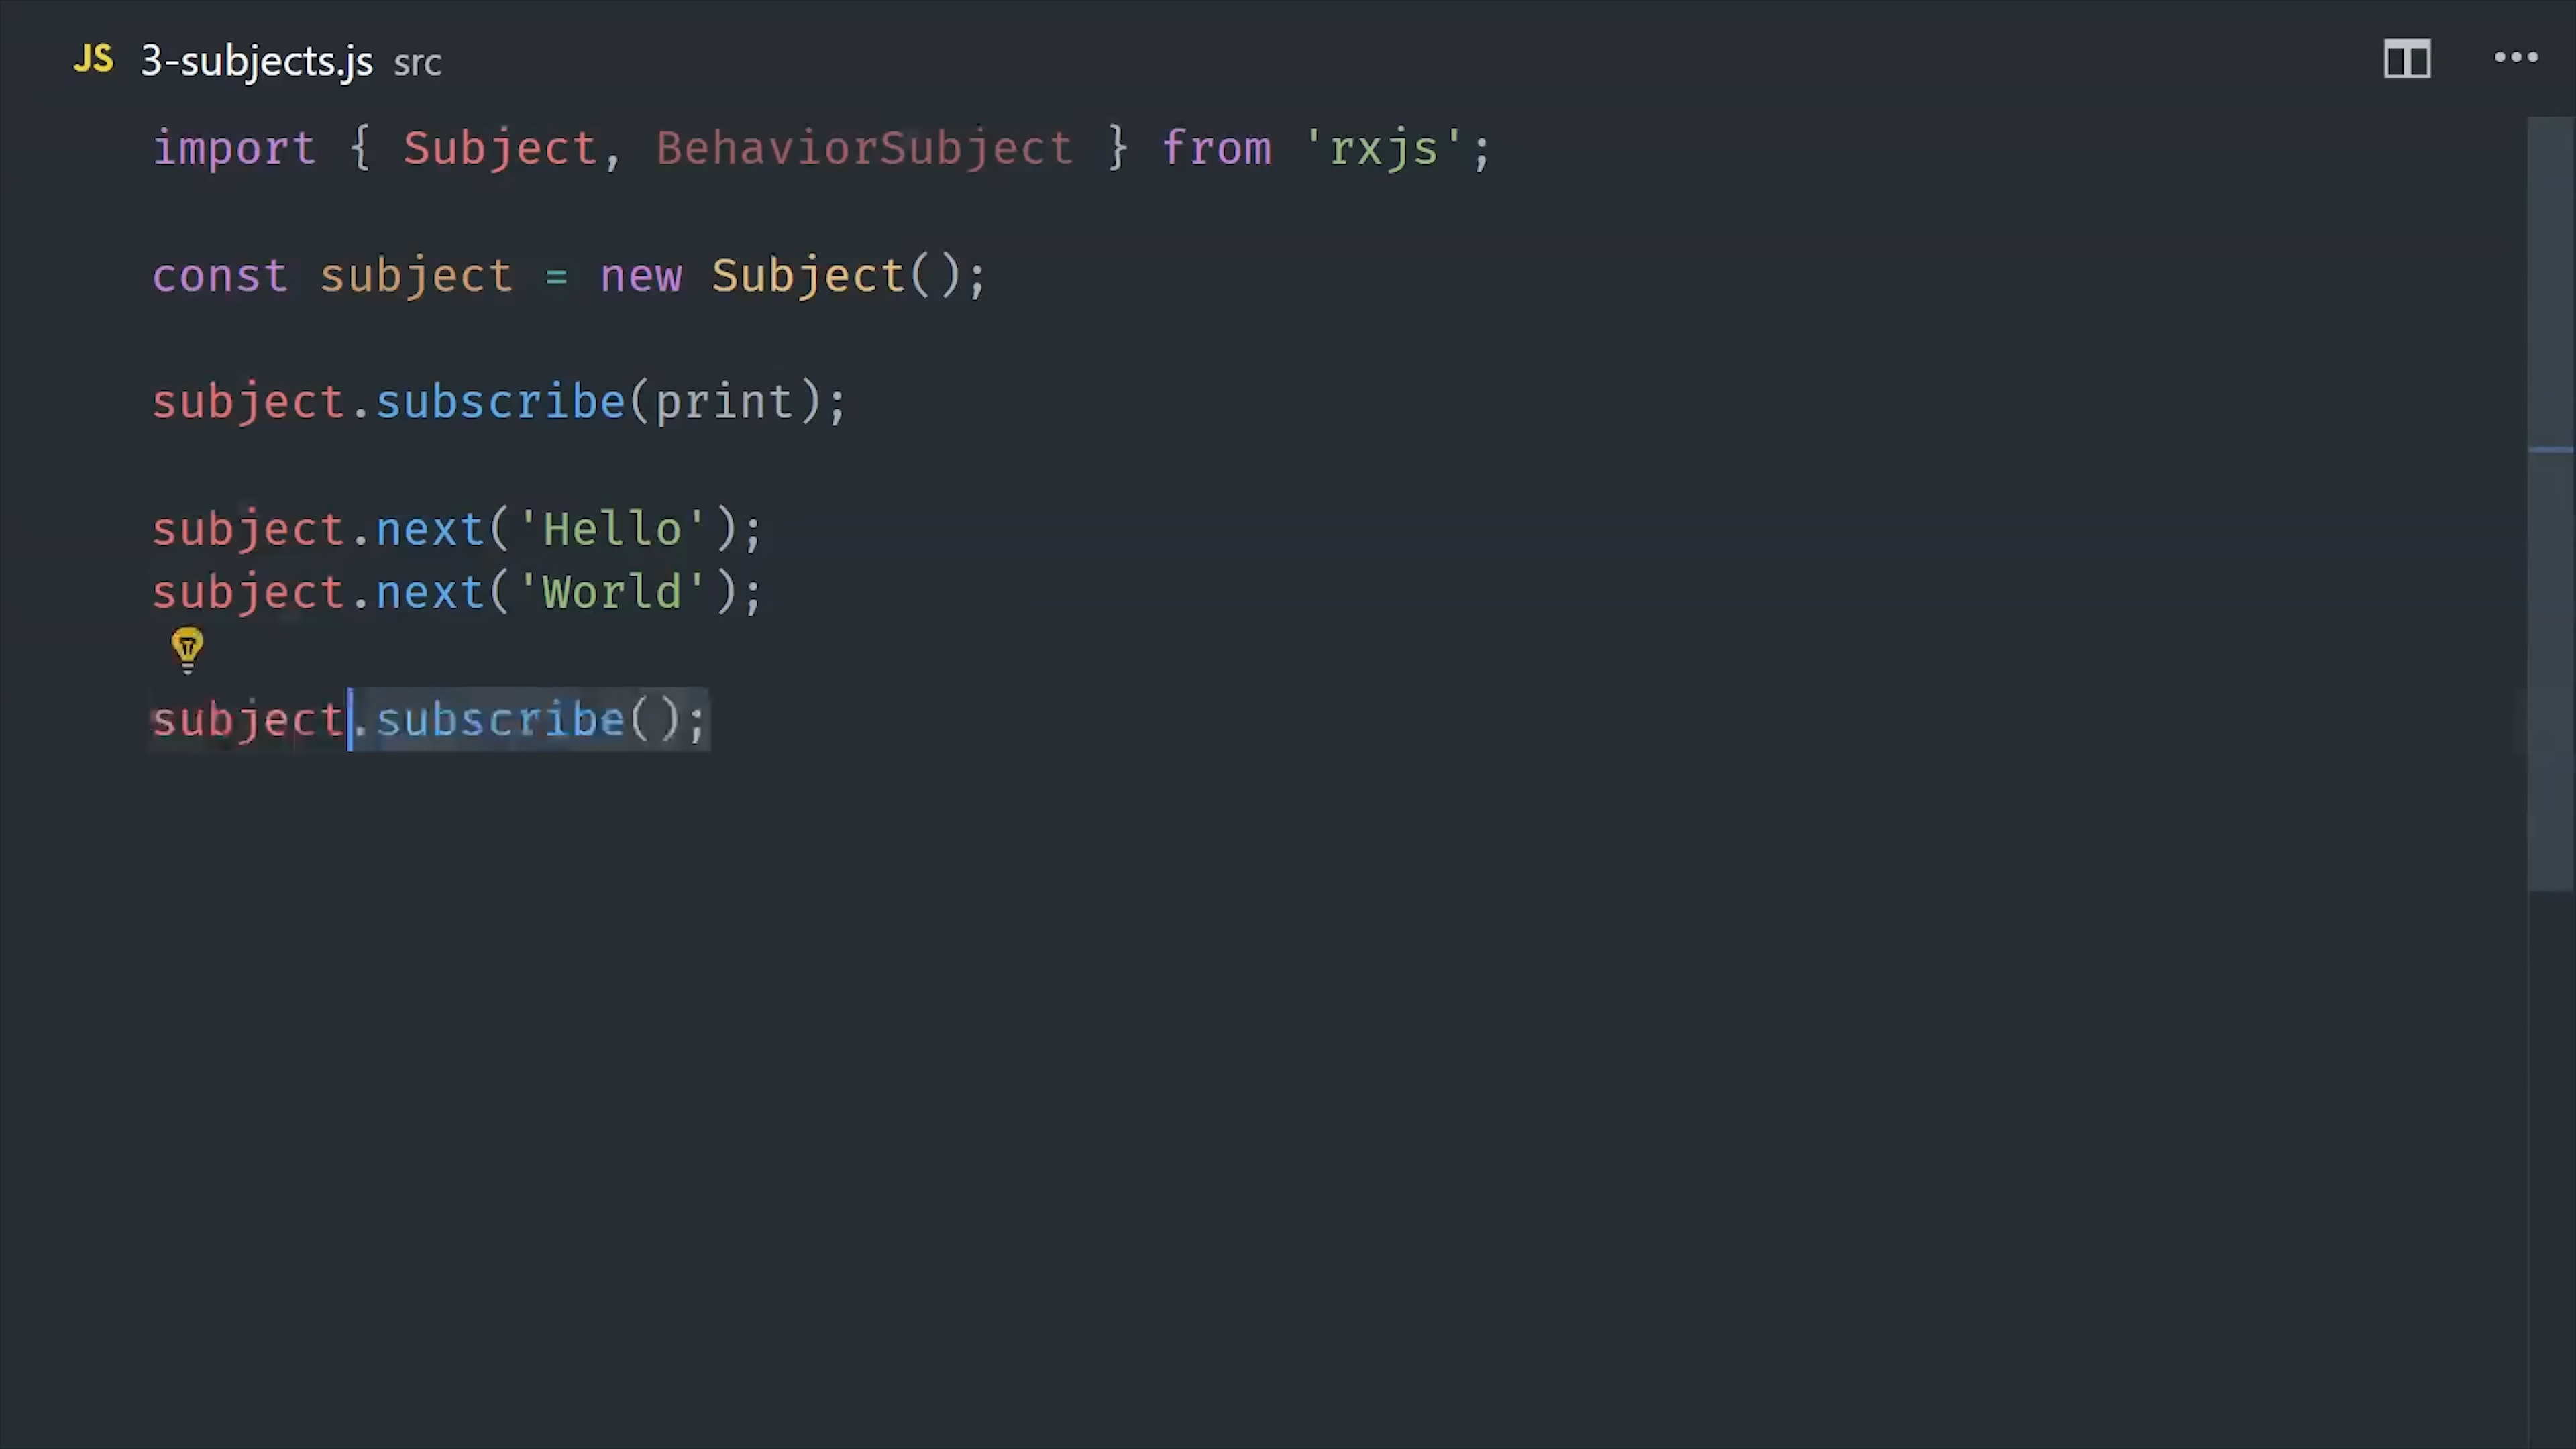 JS 3-subjects.js src
import { Subject, BehaviorSubject } from 'rxjs';
const subject = new Subject();
subject.subscribe(print);
subject.next('Hello');
subject.next('World');
subject.subscribe();